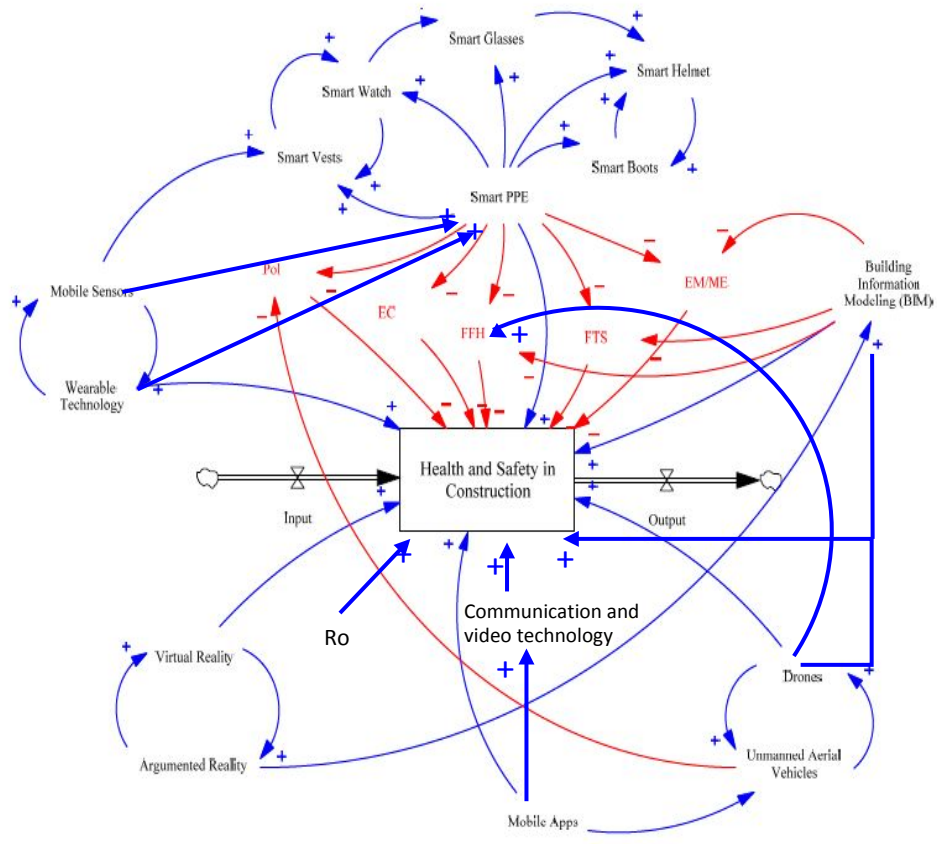 Smart Glasses
Smart Helmet
Smart Watch
Smart Vests
Smart Boots
Smart PPE
Pol
EC
FFH
FTS
EM/ME
Building
Information
Modeling (BIM)
Mobile Sensors
Wearable
Technology
Health and Safety in
Construction
Input
Output
Ro
Communication and
video technology
Virtual Reality
Argumented Reality
Drones
Unmanned Aerial
Vehicles
Mobile Apps